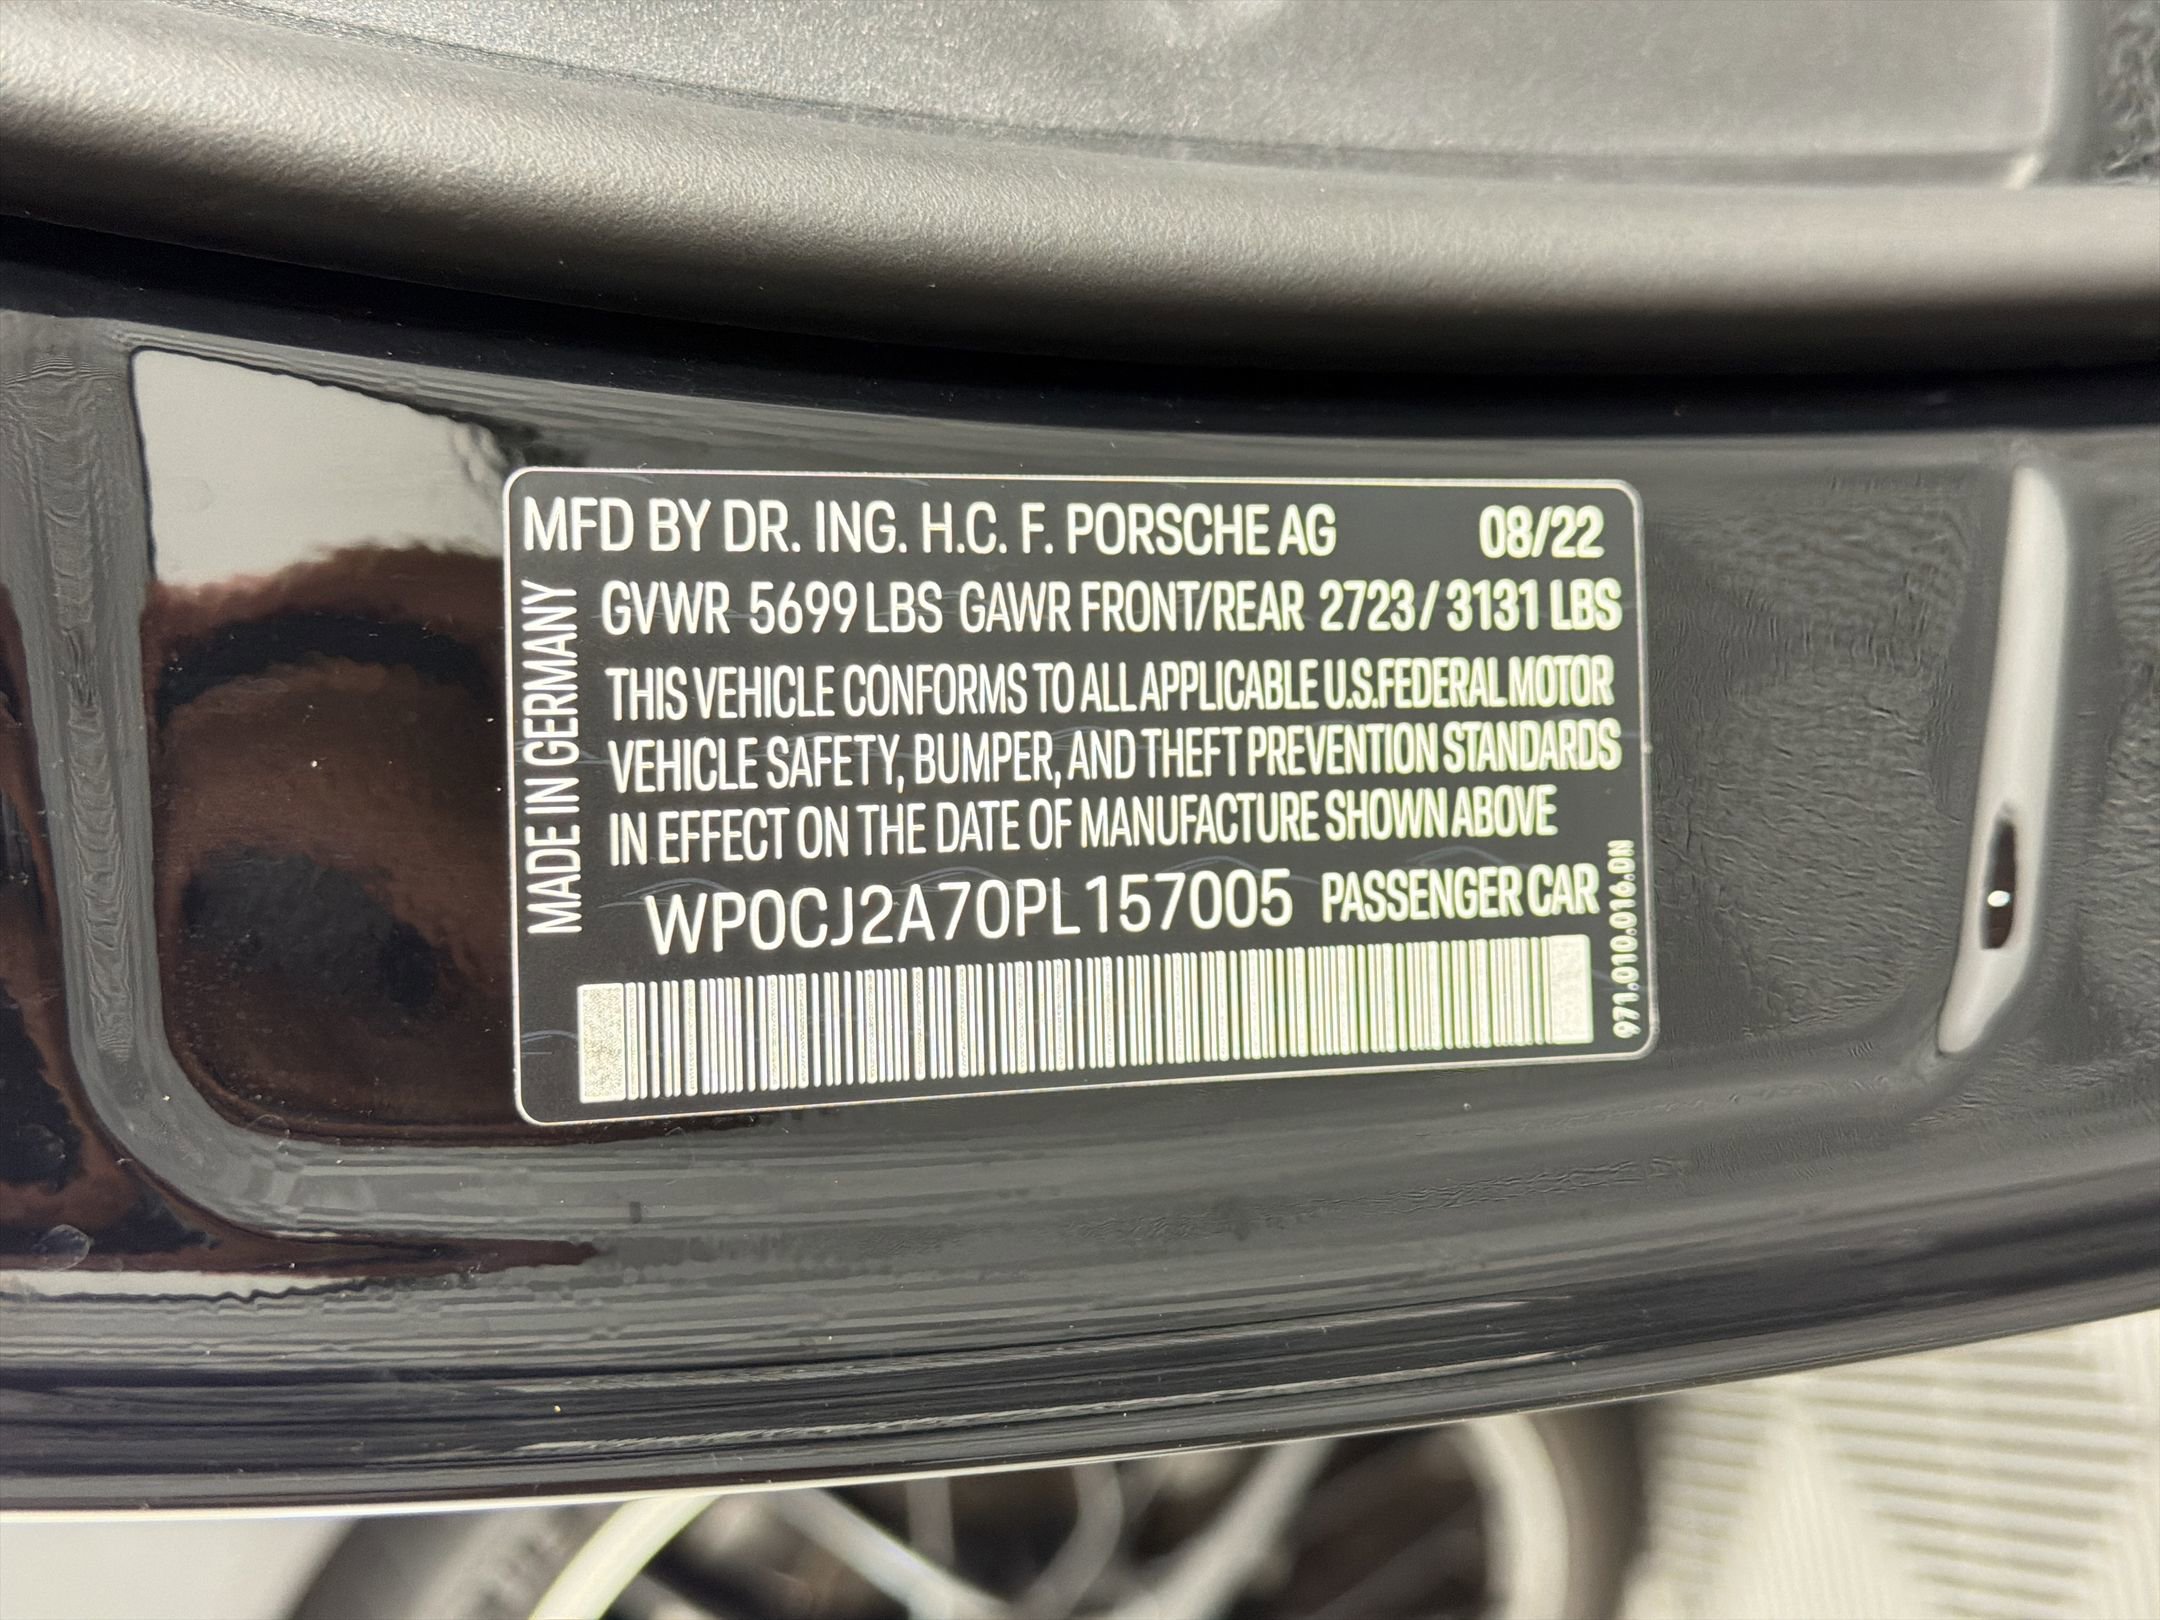 MFD BY DR. ING. H.C. F. PORSCHE AG 08/22
GVWR 5699 LBS GAWR FRONT/REAR 2723 / 3131 LBS
THIS VEHICLE CONFORMS TO ALL APPLICABLE U.S.FEDERAL MOTOR
VEHICLE SAFETY, BUMPER, AND THEFT PREVENTION STANDARDS
IN EFFECT ON THE DATE OF MANUFACTURE SHOWN ABOVE
WP0CJ2A70PL157005 PASSENGER CAR
MADE IN GERMANY
971.010.016.DN